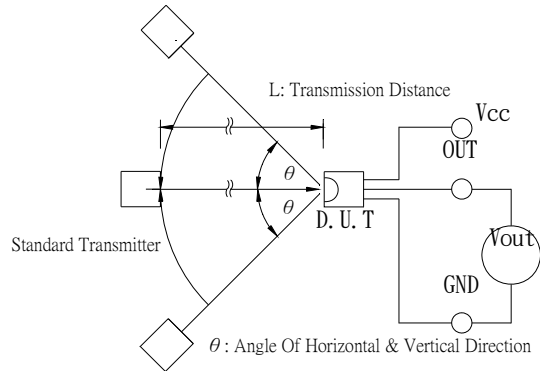 L: Transmission Distance
Vcc
OUT
θ
θ
D.U.T
Standard Transmitter
Vout
GND
θ : Angle Of Horizontal & Vertical Direction